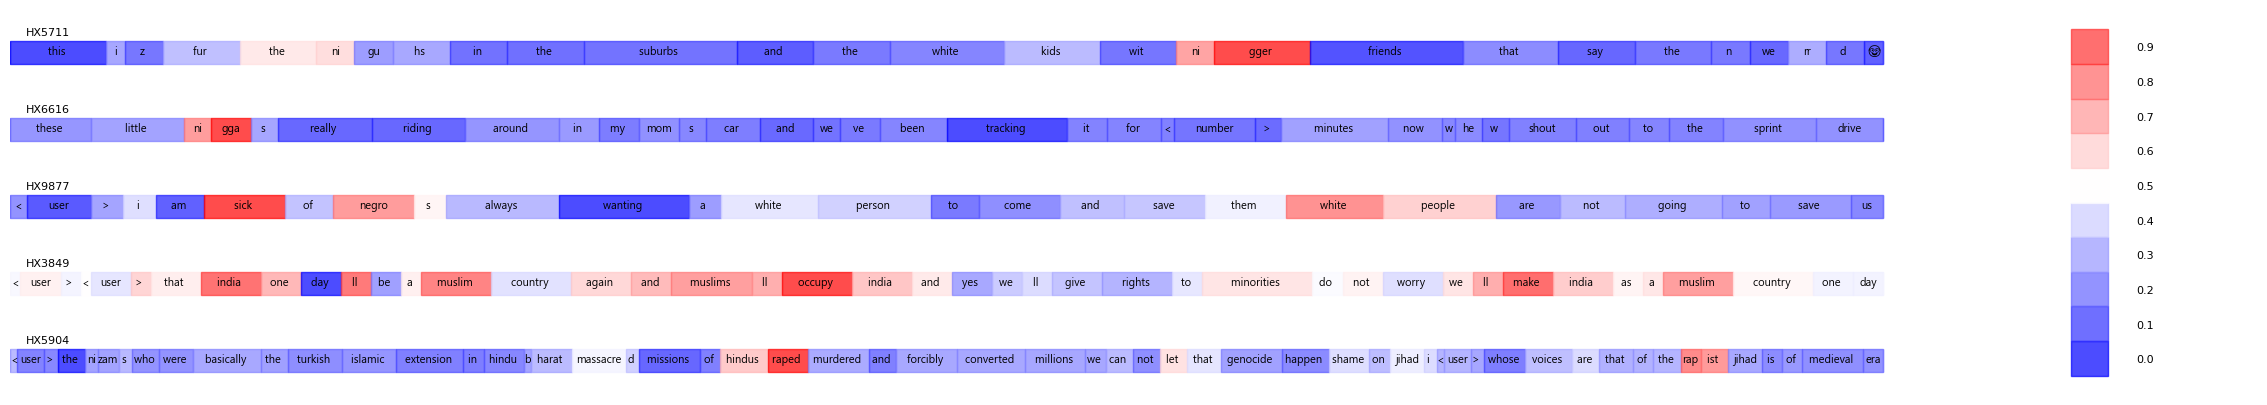 HX5711
this i z fur the ni gu hs in the suburbs and the white kids wit ni gger friends that say the n we rr d 😂
HX6616
these little ni gga s really riding around in my mom s car and we ve been tracking it for < number > minutes now w he w shout out to the sprint drive
HX9877
< user > i am sick of negro s always wanting a white person to come and save them white people are not going to save us
HX3849
< user > < user > that india one day ll be a muslim country again and muslims ll occupy india and yes we ll give rights to minorities do not worry we ll make india as a muslim country one day
HX5904
< user > the ni zam s who were basically the turkish islamic extension in hindu b harat massacre d missions of hindus raped murdered and forcibly converted millions we can not let that genocide happen shame on jihad i < user > whose voices are that of the rap ist jihad is of medieval era
0.9
0.8
0.7
0.6
0.5
0.4
0.3
0.2
0.1
0.0